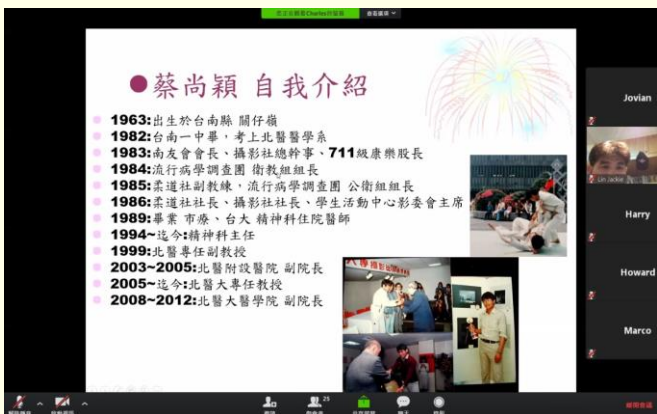 ●蔡尚穎 自我介紹
1963:出生於台南縣 關仔嶺
1982:台南一中畢,考上北醫醫學系
1983:南友會會長、攝影社總幹事、711級康樂股長
1984:流行病學調查團 衛教組組長
1985:柔道社副教練,流行病學調查團 公衛組組長
1986:柔道社社長、攝影社社長、學生活動中心影委會主席
1989:畢業 市療、台大 精神科住院醫師
1994~迄今:精神科主任
1999:北醫專任副教授
2003~2005:北醫附設醫院 副院長
2005~迄今:北醫大專任教授
2008~2012:北醫大醫學院 副院長
Jovian
Lin Jackie
Harry
Howard
Marco
25